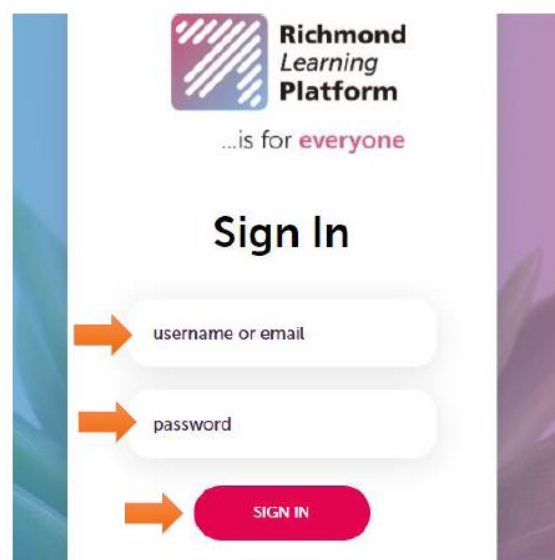 Richmond
Learning
Platform
...is for everyone
Sign In
username or email
password
SIGN IN